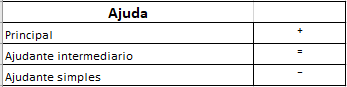 Ajuda
Principal +
Ajudante intermediario =
Ajudante simples -